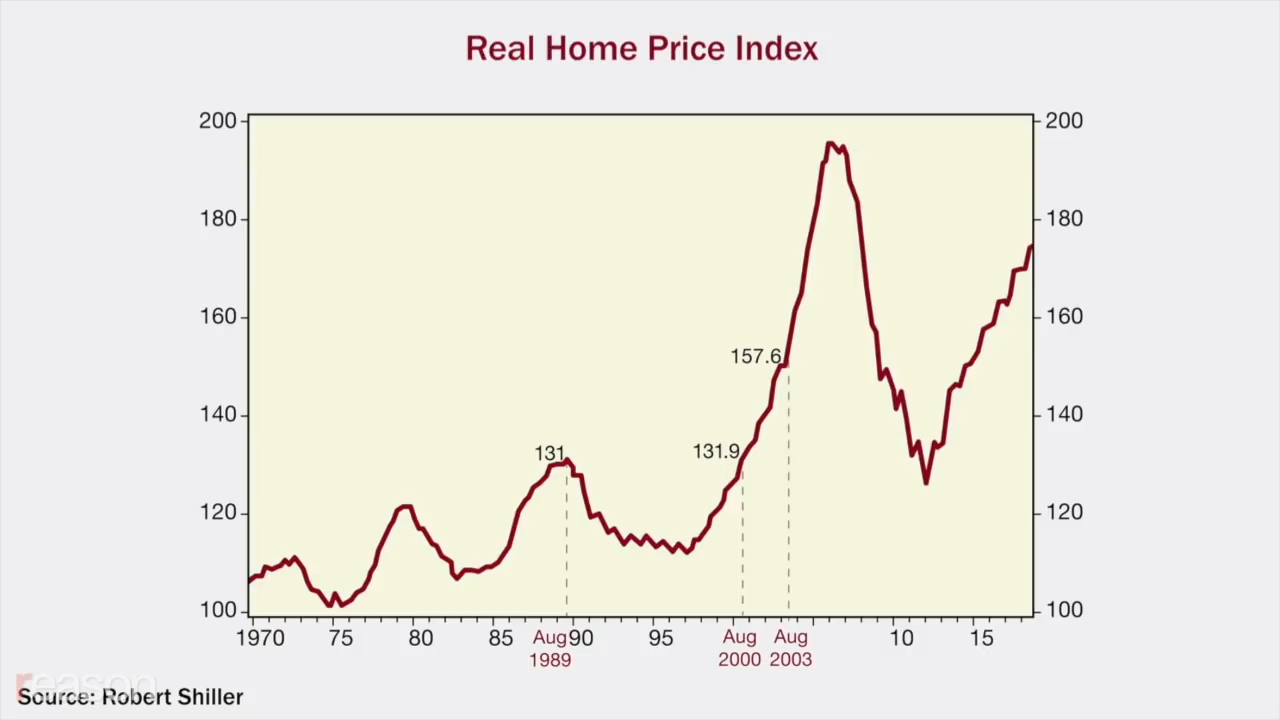 Real Home Price Index
200 200
180 180
160 160
157.6
140 140
131 131.9
120 120
100 100
1970 75 80 85 90 95 10 15
Aug Aug Aug
1989 2000 2003
reason
Source: Robert Shiller